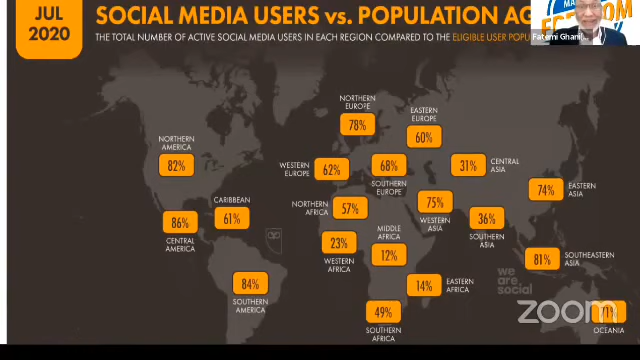 JUL
2020
SOCIAL MEDIA USERS vs. POPULATION
THE TOTAL NUMBER OF ACTIVE SOCIAL MEDIA USERS IN EACH REGION COMPARED TO THE ELIGIBLE USER
Fatemi
NORTHERN
EUROPE
78%
EASTERN
EUROPE
60%
NORTHERN
AMERICA
82%
WESTERN
EUROPE
62%
68%
SOUTHERN
EUROPE
31%
CENTRAL
ASIA
74%
EASTERN
ASIA
CARIBBEAN
61%
86%
CENTRAL
AMERICA
NORTHERN
AFRICA
57%
75%
WESTERN
ASIA
36%
SOUTHERN
ASIA
23%
WESTERN
AFRICA
MIDDLE
AFRICA
12%
81%
SOUTHEASTERN
ASIA
84%
SOUTHERN
AMERICA
14%
EASTERN
AFRICA
we
are
social
49%
SOUTHERN
AFRICA
71%
OCEANIA
zoom